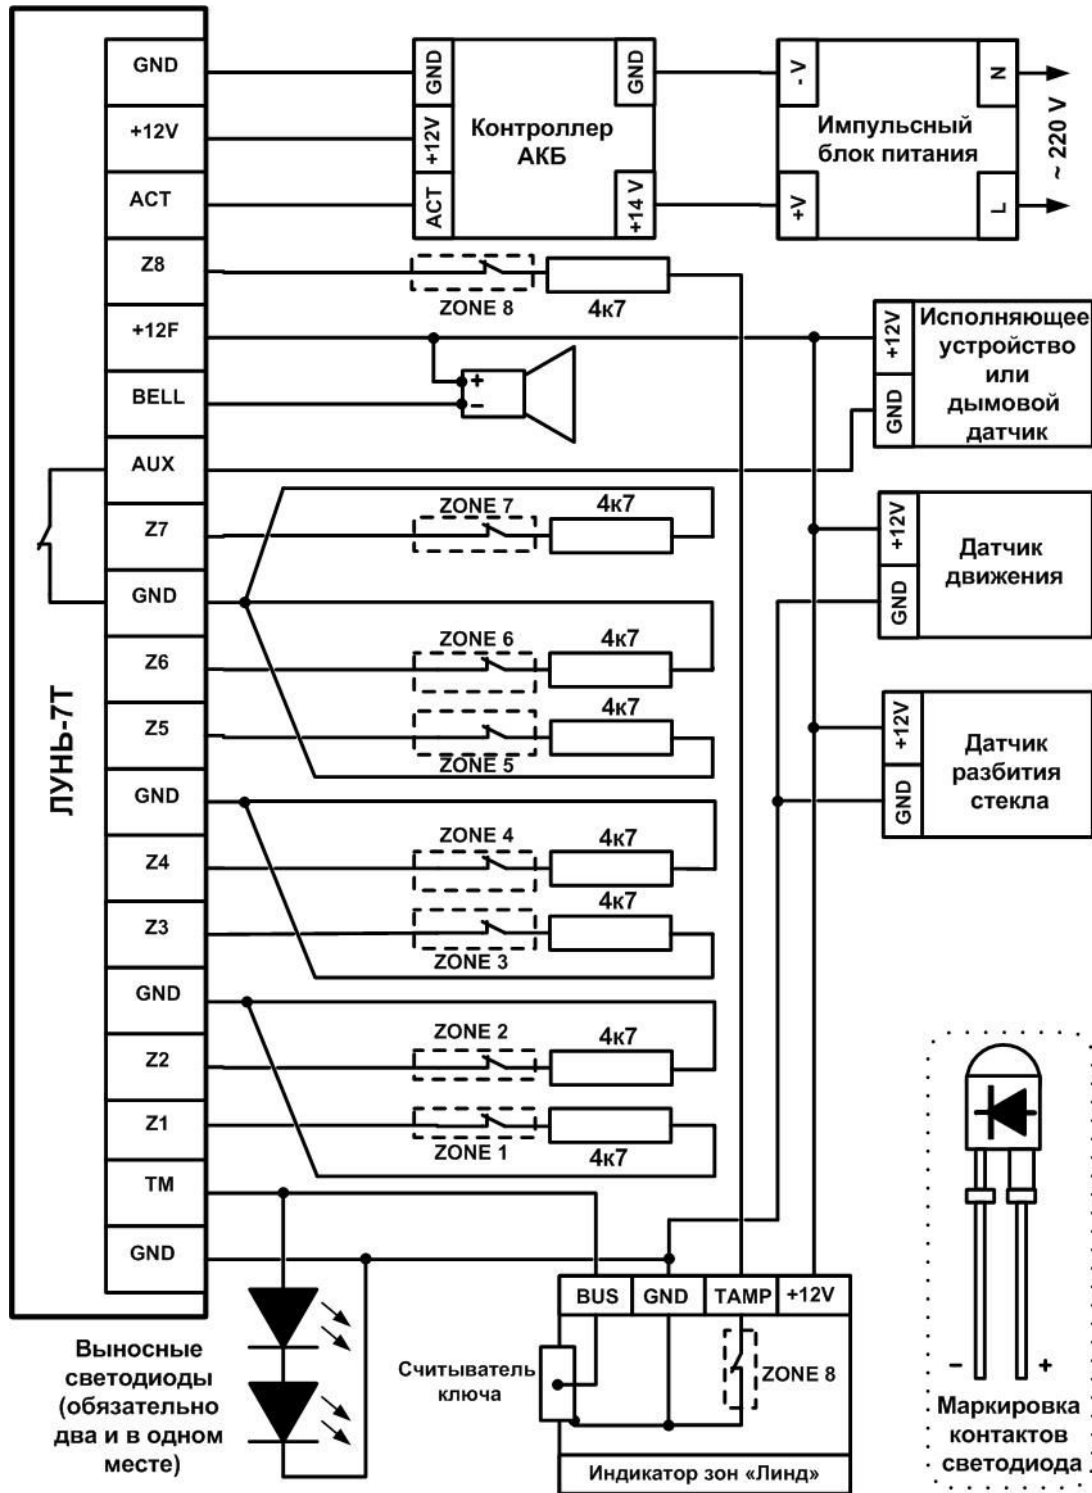 ЛУНЬ-7Т
GND
+12V
ACT
Z8
+12F
BELL
AUX
Z7
GND
Z6
Z5
GND
Z4
Z3
GND
Z2
Z1
TM
GND
GND
+12V
ACT
Контроллер
АКБ
GND
+14 V
- V
+V
Импульсный
блок питания
N
L
~ 220 V
ZONE 8
4к7
+
−
+12V
GND
Исполняющее
устройство
или
дымовой
датчик
ZONE 7
4к7
+12V
GND
Датчик
движения
ZONE 6
4к7
4к7
ZONE 5
+12V
GND
Датчик
разбития
стекла
ZONE 4
4к7
4к7
ZONE 3
ZONE 2
4к7
ZONE 1
4к7
Выносные
светодиоды
(обязательно
два и в одном
месте)
BUS
GND
TAMP
+12V
Считыватель
ключа
ZONE 8
Индикатор зон «Линд»
−
+
Маркировка
контактов
светодиода